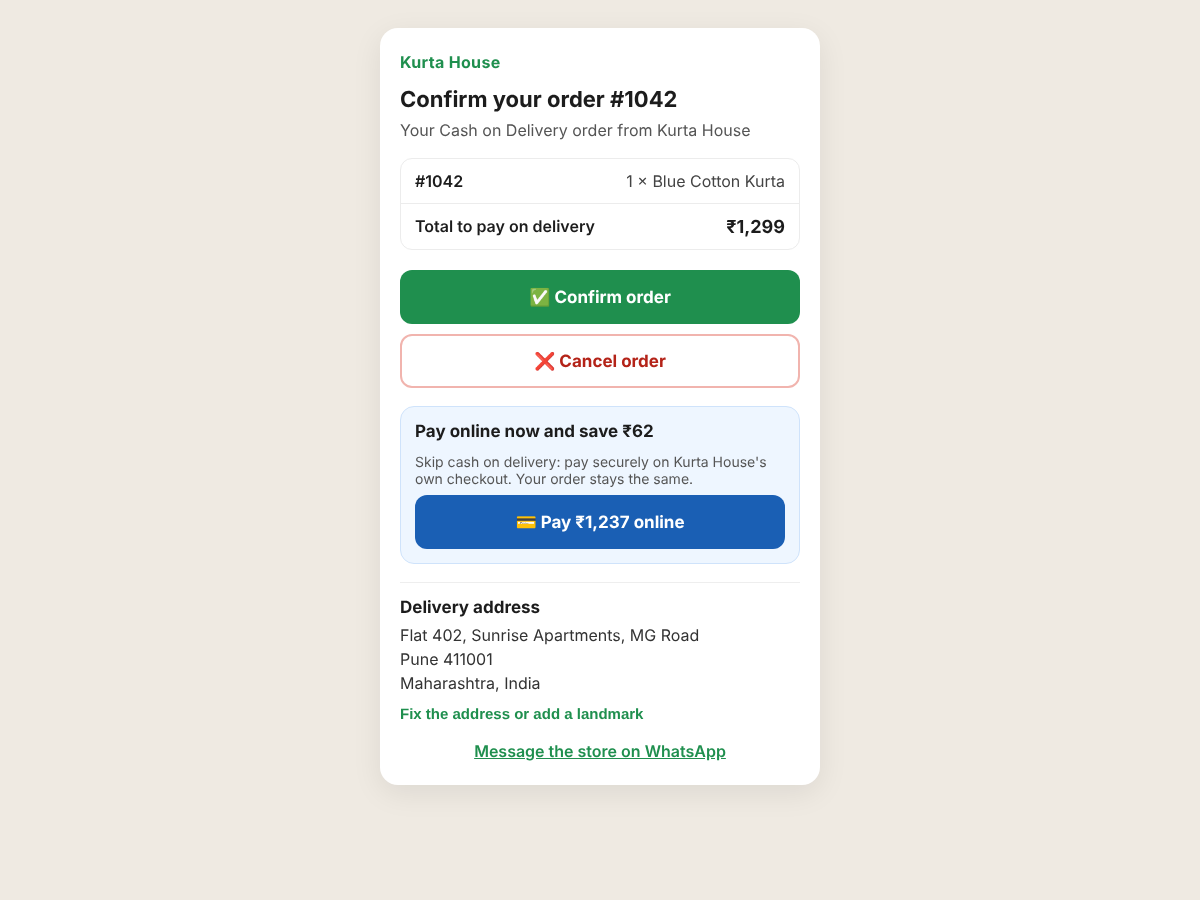 Kurta House
Confirm your order #1042
Your Cash on Delivery order from Kurta House
#1042 1 × Blue Cotton Kurta
Total to pay on delivery ₹1,299
✅ Confirm order
❌ Cancel order
Pay online now and save ₹62
Skip cash on delivery: pay securely on Kurta House's
own checkout. Your order stays the same.
💳 Pay ₹1,237 online
Delivery address
Flat 402, Sunrise Apartments, MG Road
Pune 411001
Maharashtra, India
Fix the address or add a landmark
Message the store on WhatsApp